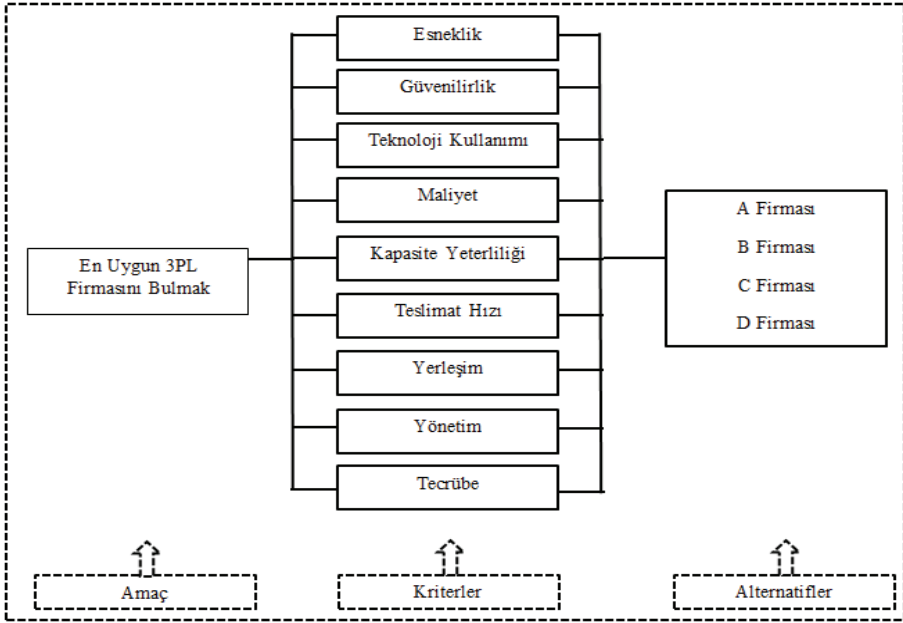 En Uygun 3PL
Firmasını Bulmak
Esneklik
Güvenilirlik
Teknoloji Kullanımı
Maliyet
Kapasite Yeterliliği
Teslimat Hızı
Yerleşim
Yönetim
Tecrübe
A Firması
B Firması
C Firması
D Firması
Amaç
Kriterler
Alternatifler